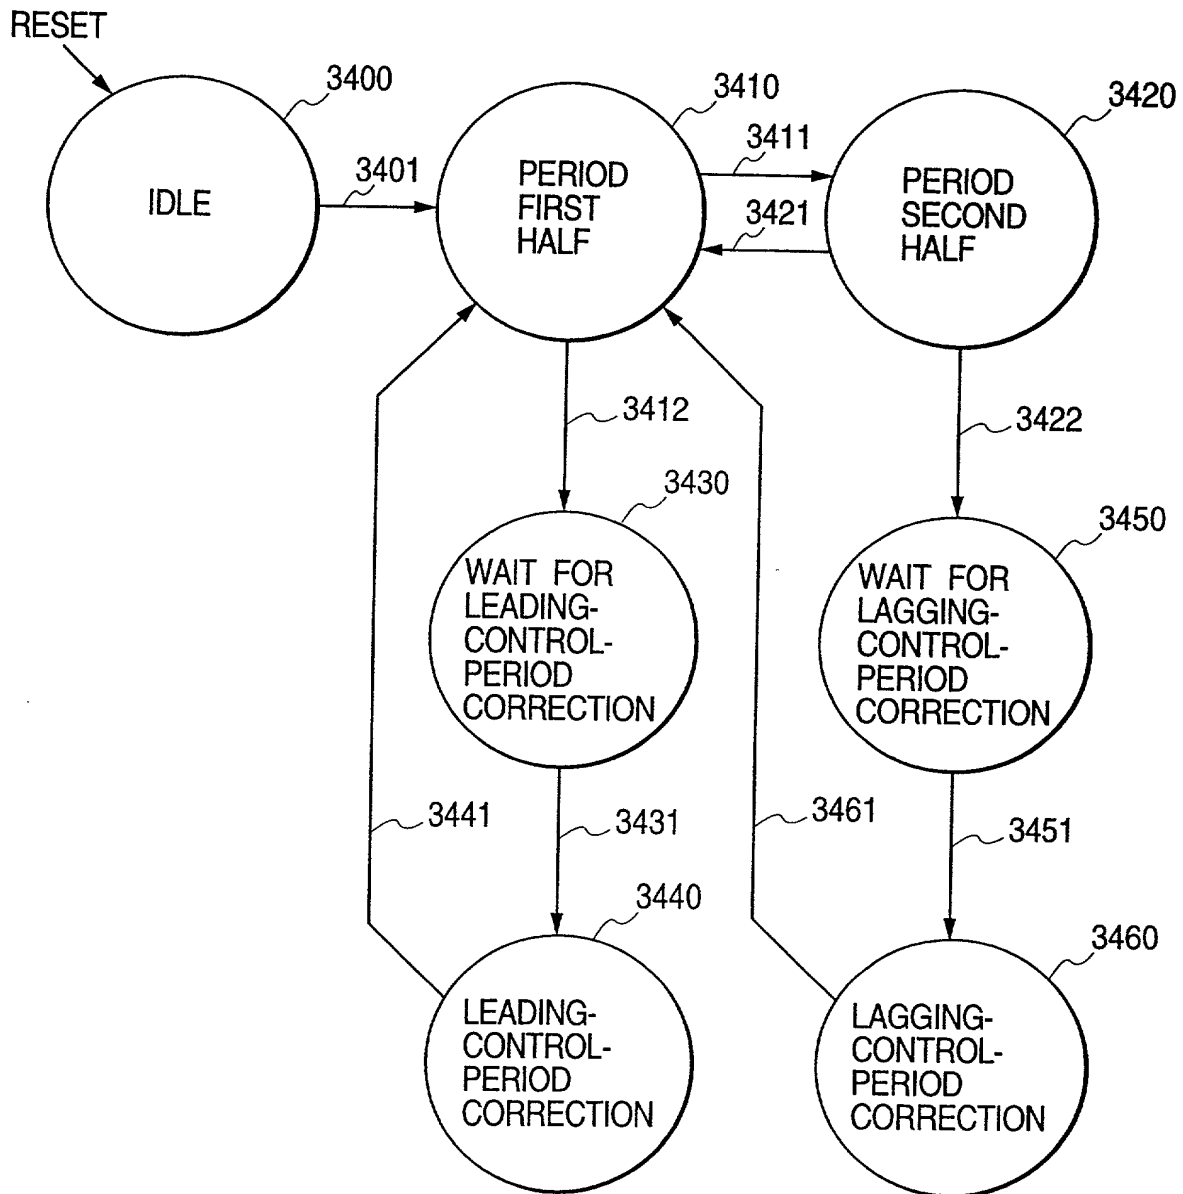 RESET
3400
IDLE
3401
3410
PERIOD
FIRST
HALF
3411
3421
3420
PERIOD
SECOND
HALF
3412
3422
3430
WAIT FOR
LEADING-
CONTROL-
PERIOD
CORRECTION
3450
WAIT FOR
LAGGING-
CONTROL-
PERIOD
CORRECTION
3441
3431
3461
3451
3440
LEADING-
CONTROL-
PERIOD
CORRECTION
3460
LAGGING-
CONTROL-
PERIOD
CORRECTION